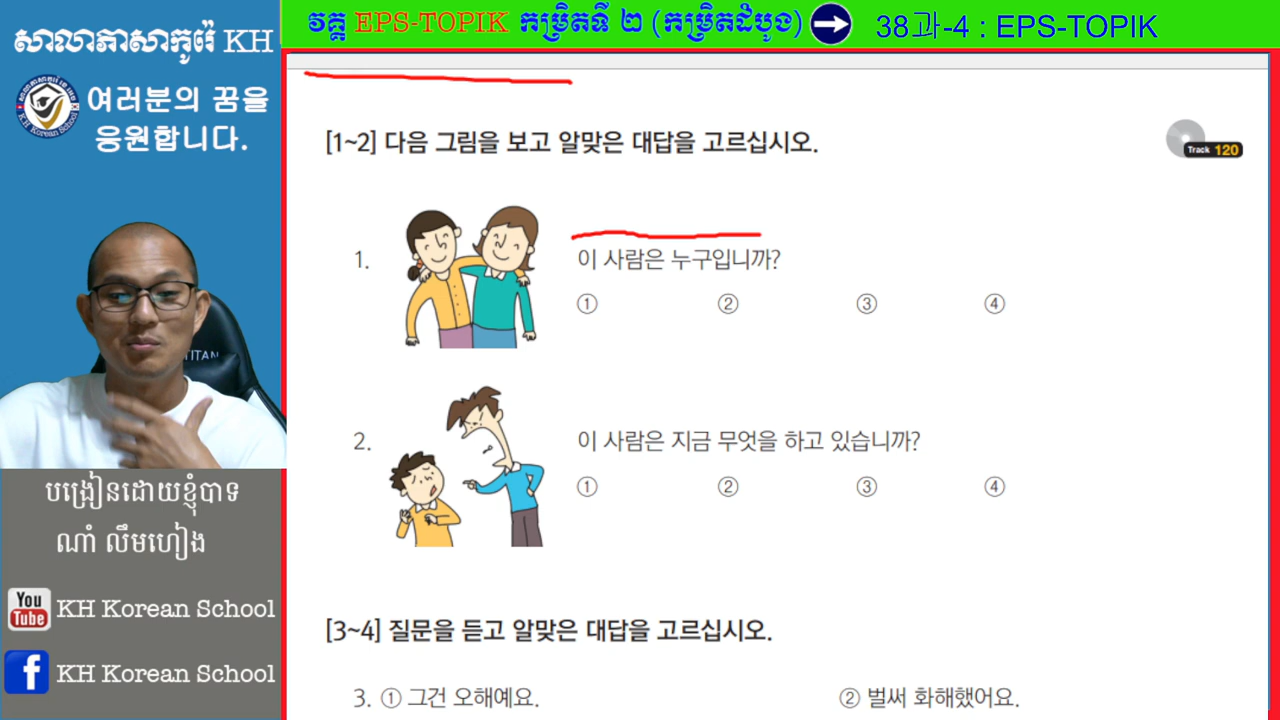 សាលាភាសាកូរ៉េ KH
여러분의 꿈을
응원합니다.
វគ្គ EPS-TOPIK កម្រិតទី ២ (កម្រិតដំបូង)
38과-4 : EPS-TOPIK
[1~2] 다음 그림을 보고 알맞은 대답을 고르십시오.
Track 120
1. 이 사람은 누구입니까?
① ② ③ ④
2. 이 사람은 지금 무엇을 하고 있습니까?
① ② ③ ④
[3~4] 질문을 듣고 알맞은 대답을 고르십시오.
3. ① 그건 오해예요. ② 벌써 화해했어요.
TITAN
បង្រៀនដោយខ្ញុំបាទ
ណាំ លឹមហៀង
You Tube KH Korean School
f KH Korean School